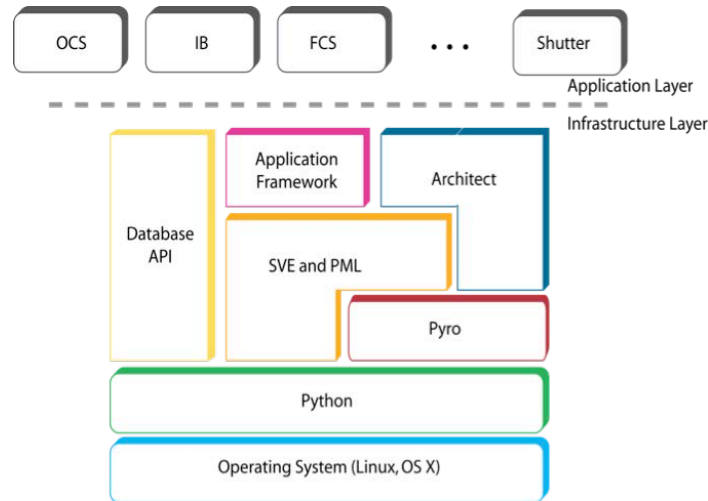 OCS
IB
FCS
...
Shutter
Application Layer
Infrastructure Layer
Application
Framework
Architect
Database
API
SVE and PML
Pyro
Python
Operating System (Linux, OS X)